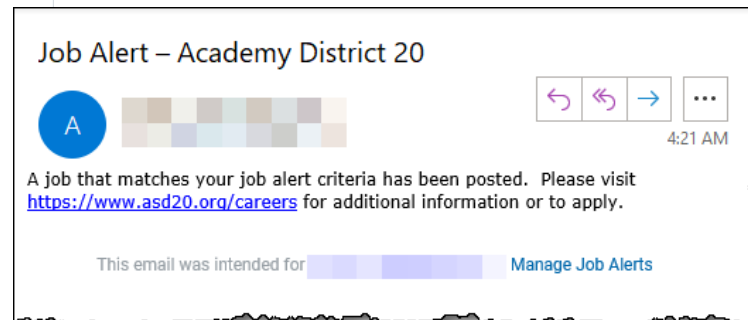 Job Alert – Academy District 20
A
4:21 AM
A job that matches your job alert criteria has been posted.  Please visit
https://www.asd20.org/careers for additional information or to apply.
This email was intended for
Manage Job Alerts